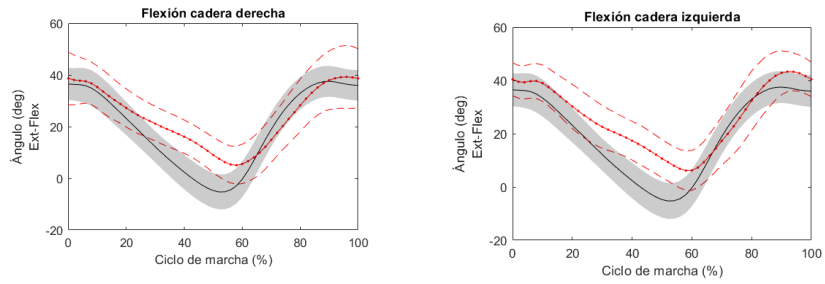 Flexión cadera derecha
60
40
20
0
-20
Ángulo (deg)
Ext-Flex
0 20 40 60 80 100
Ciclo de marcha (%)
Flexión cadera izquierda
60
40
20
0
-20
Ángulo (deg)
Ext-Flex
0 20 40 60 80 100
Ciclo de marcha (%)